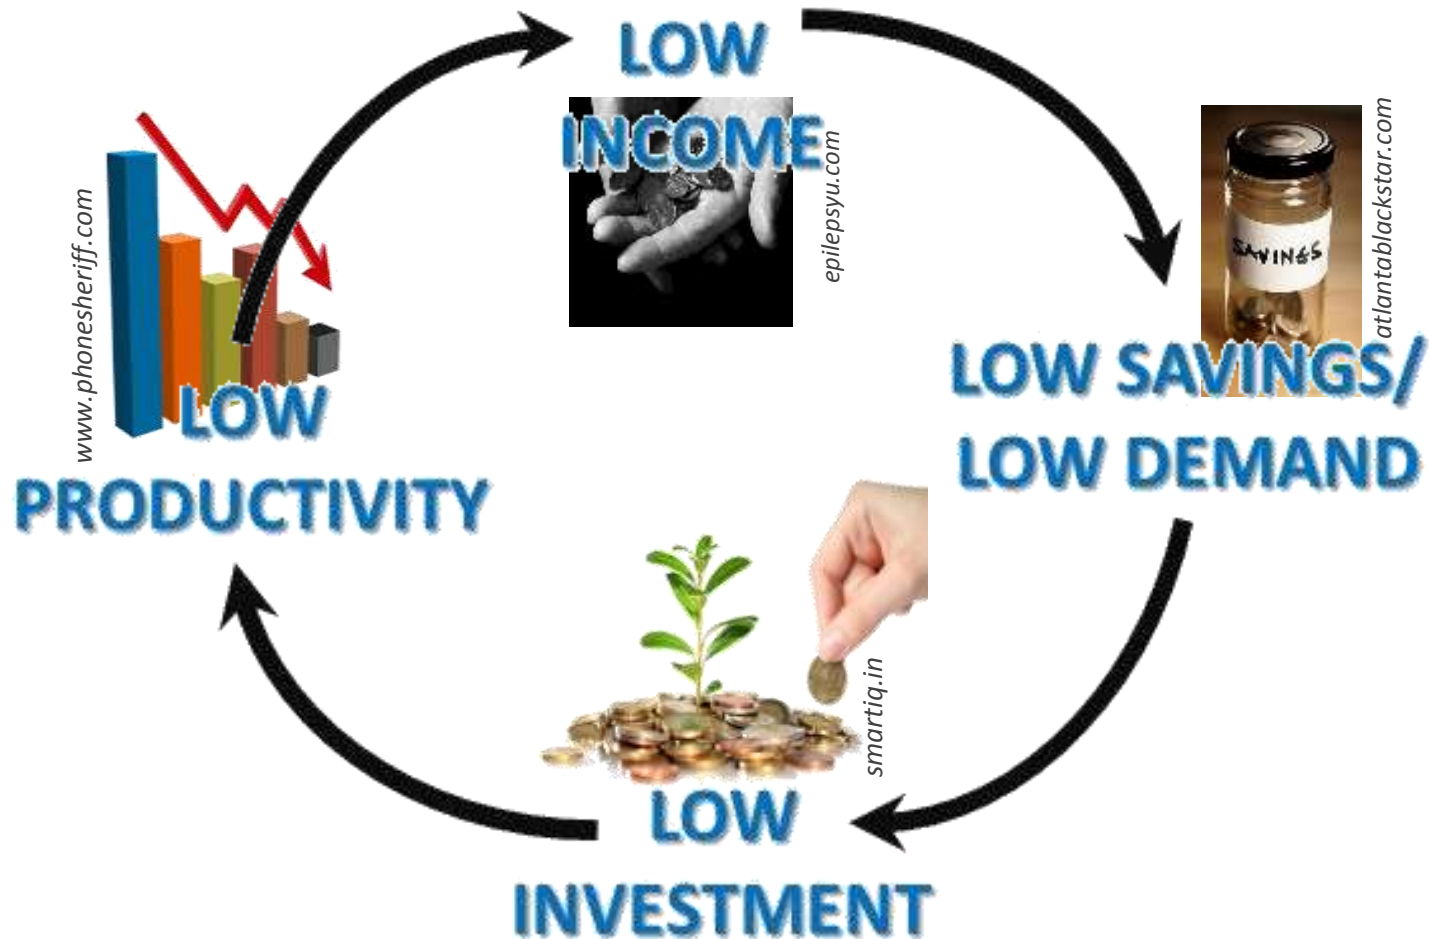 LOW
INCOME
epilepsyu.com
SAVINGS
atlantablackstar.com
LOW SAVINGS/
LOW DEMAND
www.phonesheriff.com
LOW
PRODUCTIVITY
smartiq.in
LOW
INVESTMENT